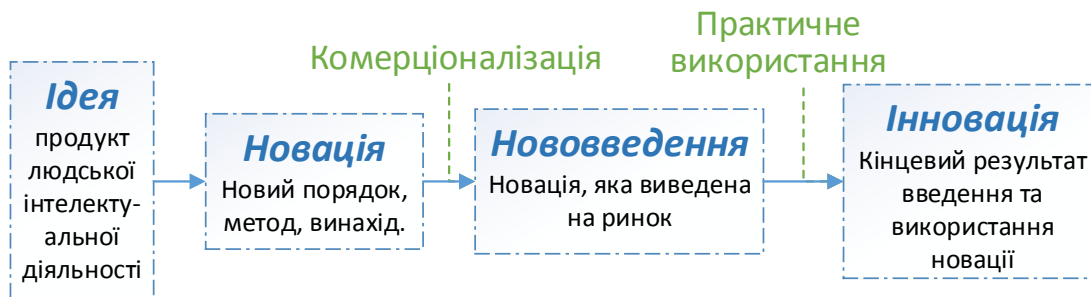 Ідея
продукт
людської
інтелекту-
альної
діяльності
Новація
Новий порядок,
метод, винахід.
Комерціоналізація
Нововведення
Новація, яка виведена
на ринок
Практичне
використання
Інновація
Кінцевий результат
введення та
використання
новації